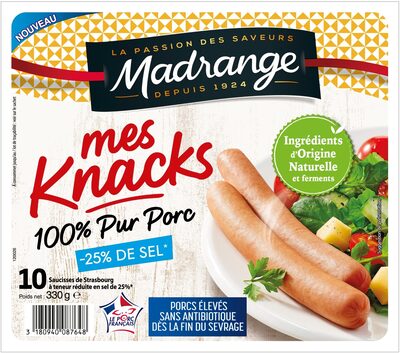 NOUVEAU
LA PASSION DES SAVEURS
Madrange
DEPUIS 1924
mes
Knacks
100% Pur Porc
-25% DE SEL*
Ingrédients
d'Origine
Naturelle
et ferments
10 Saucisses de Strasbourg
à teneur réduite en sel de 25%*
Poids net : 330 g e
LE PORC
FRANÇAIS
PORCS ÉLEVÉS
SANS ANTIBIOTIQUE
DÈS LA FIN DU SEVRAGE
3 180940 087648